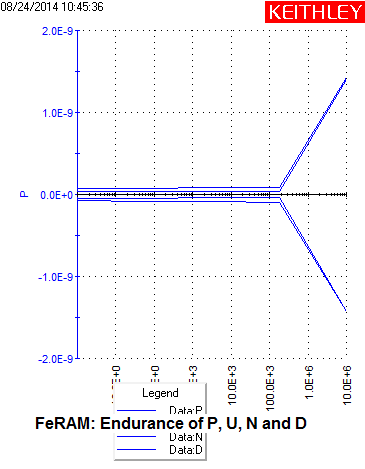 08/24/2014 10:45:36
KEITHLEY
2.0E-9
1.0E-9
P
0.0E+0
-1.0E-9
-2.0E-9
10.0E+3
100.0E+3
1.0E+6
10.0E+6
Legend
Data:P
FeRAM: Endurance of P, U, N and D
Data:N
Data:D